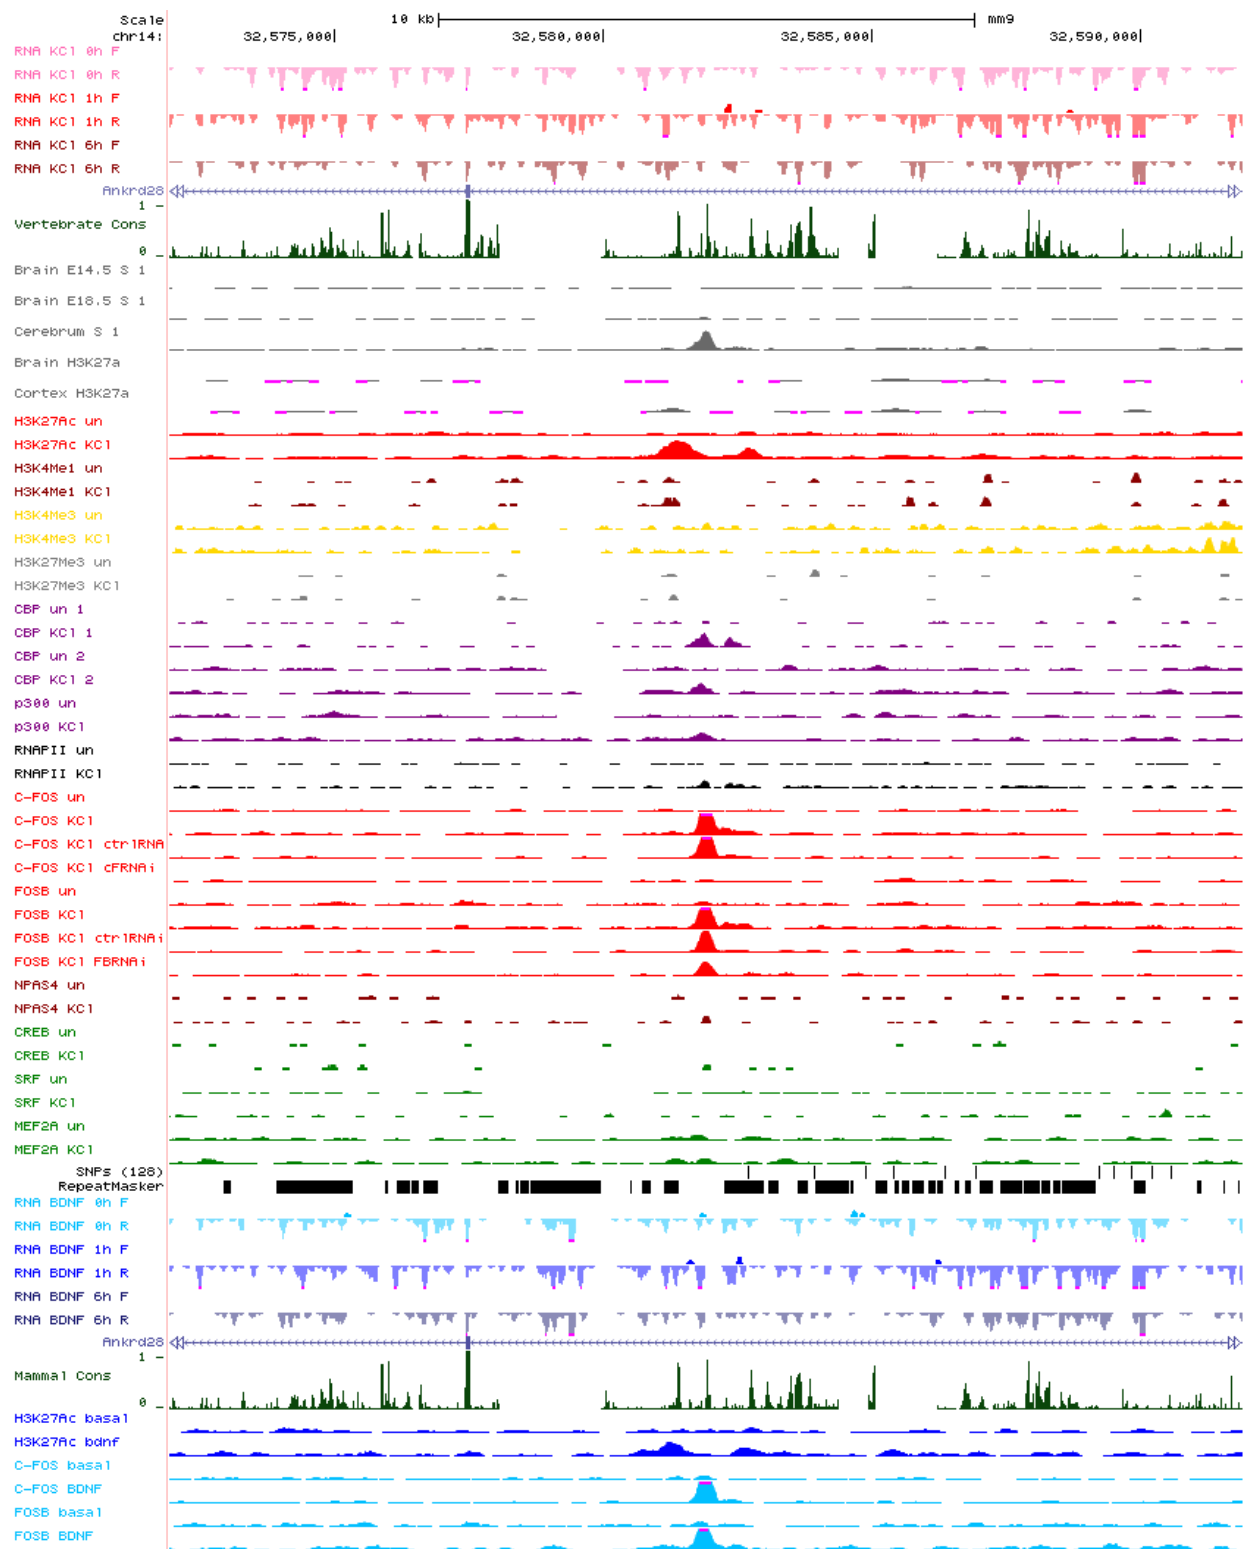 Scale 10 kb mm9
chr14: 32,575,000 32,580,000 32,585,000 32,590,000
RNA KCl 0h F
RNA KCl 0h R
RNA KCl 1h F
RNA KCl 1h R
RNA KCl 6h F
RNA KCl 6h R
Ankrd28
1
Vertebrate Cons
0
Brain E14.5 S 1
Brain E18.5 S 1
Cerebrum S 1
Brain H3K27a
Cortex H3K27a
H3K27Ac un
H3K27Ac KCl
H3K4Me1 un
H3K4Me1 KCl
H3K4Me3 un
H3K4Me3 KCl
H3K27Me3 un
H3K27Me3 KCl
CBP un 1
CBP KCl 1
CBP un 2
CBP KCl 2
p300 un
p300 KCl
RNAPII un
RNAPII KCl
C-FOS un
C-FOS KCl
C-FOS KCl ctrlRNA
C-FOS KCl cFRNAi
FOSB un
FOSB KCl
FOSB KCl ctrlRNAi
FOSB KCl FBRNAi
NPAS4 un
NPAS4 KCl
CREB un
CREB KCl
SRF un
SRF KCl
MEF2A un
MEF2A KCl
SNPs (128)
RepeatMasker
RNA BDNF 0h F
RNA BDNF 0h R
RNA BDNF 1h F
RNA BDNF 1h R
RNA BDNF 6h F
RNA BDNF 6h R
Ankrd28
1
Mammal Cons
0
H3K27Ac basal
H3K27Ac bdnf
C-FOS basal
C-FOS BDNF
FOSB basal
FOSB BDNF